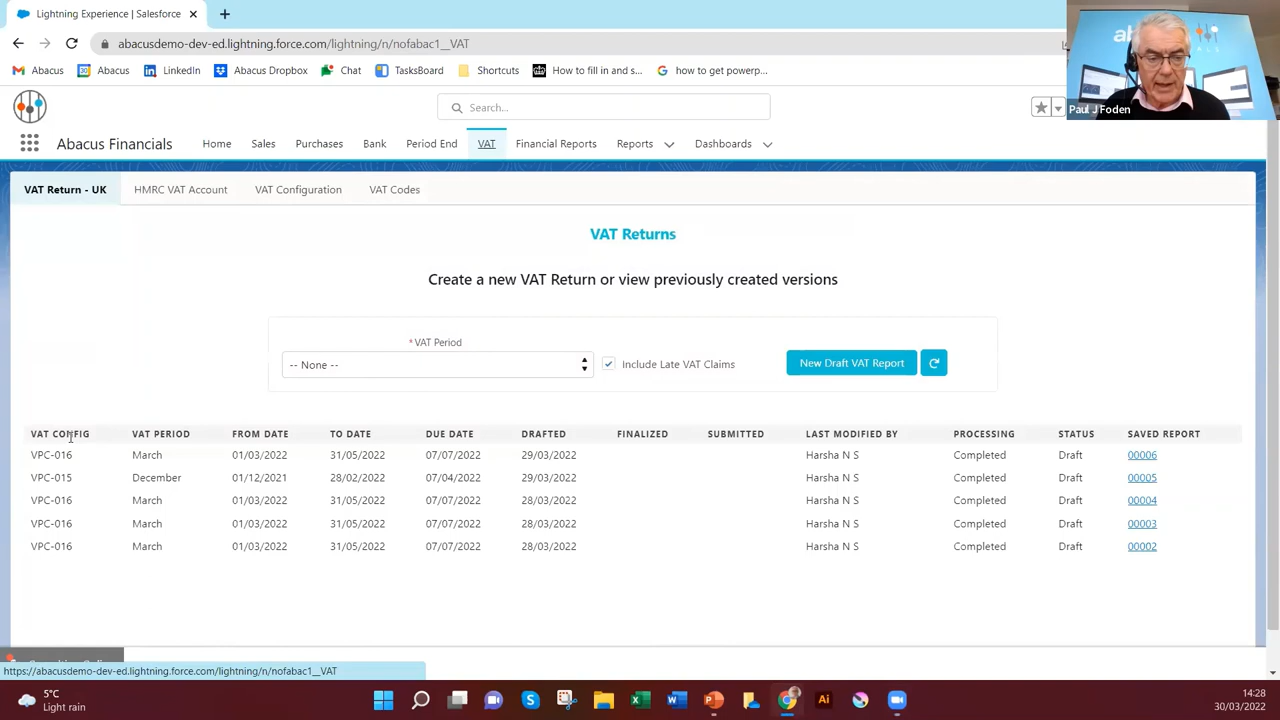 Lightning Experience | Salesforce
abacusdemo-dev-ed.lightning.force.com/lightning/n/nofabac1__VAT
Abacus Abacus LinkedIn Abacus Dropbox Chat TasksBoard Shortcuts How to fill in and s... how to get powerp...
Paul J Foden
Search...
Abacus Financials Home Sales Purchases Bank Period End VAT Financial Reports Reports Dashboards
VAT Return - UK HMRC VAT Account VAT Configuration VAT Codes
VAT Returns
Create a new VAT Return or view previously created versions
* VAT Period
-- None -- Include Late VAT Claims New Draft VAT Report
VAT CONFIG VAT PERIOD FROM DATE TO DATE DUE DATE DRAFTED FINALIZED SUBMITTED LAST MODIFIED BY PROCESSING STATUS SAVED REPORT
VPC-016 March 01/03/2022 31/05/2022 07/07/2022 29/03/2022 Harsha N S Completed Draft 00006
VPC-015 December 01/12/2021 28/02/2022 07/04/2022 29/03/2022 Harsha N S Completed Draft 00005
VPC-016 March 01/03/2022 31/05/2022 07/07/2022 28/03/2022 Harsha N S Completed Draft 00004
VPC-016 March 01/03/2022 31/05/2022 07/07/2022 28/03/2022 Harsha N S Completed Draft 00003
VPC-016 March 01/03/2022 31/05/2022 07/07/2022 28/03/2022 Harsha N S Completed Draft 00002
https://abacusdemo-dev-ed.lightning.force.com/lightning/n/nofabac1__VAT
5°C
Light rain
14:28
30/03/2022